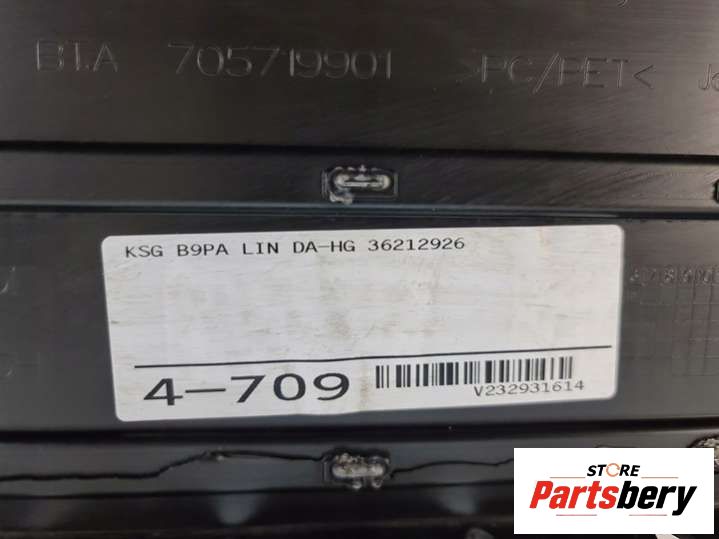 BIA 705719901 >PC/PET<
KSG B9PA LIN DA-HG 36212926
4-709
V232931614
STORE
Partsbery